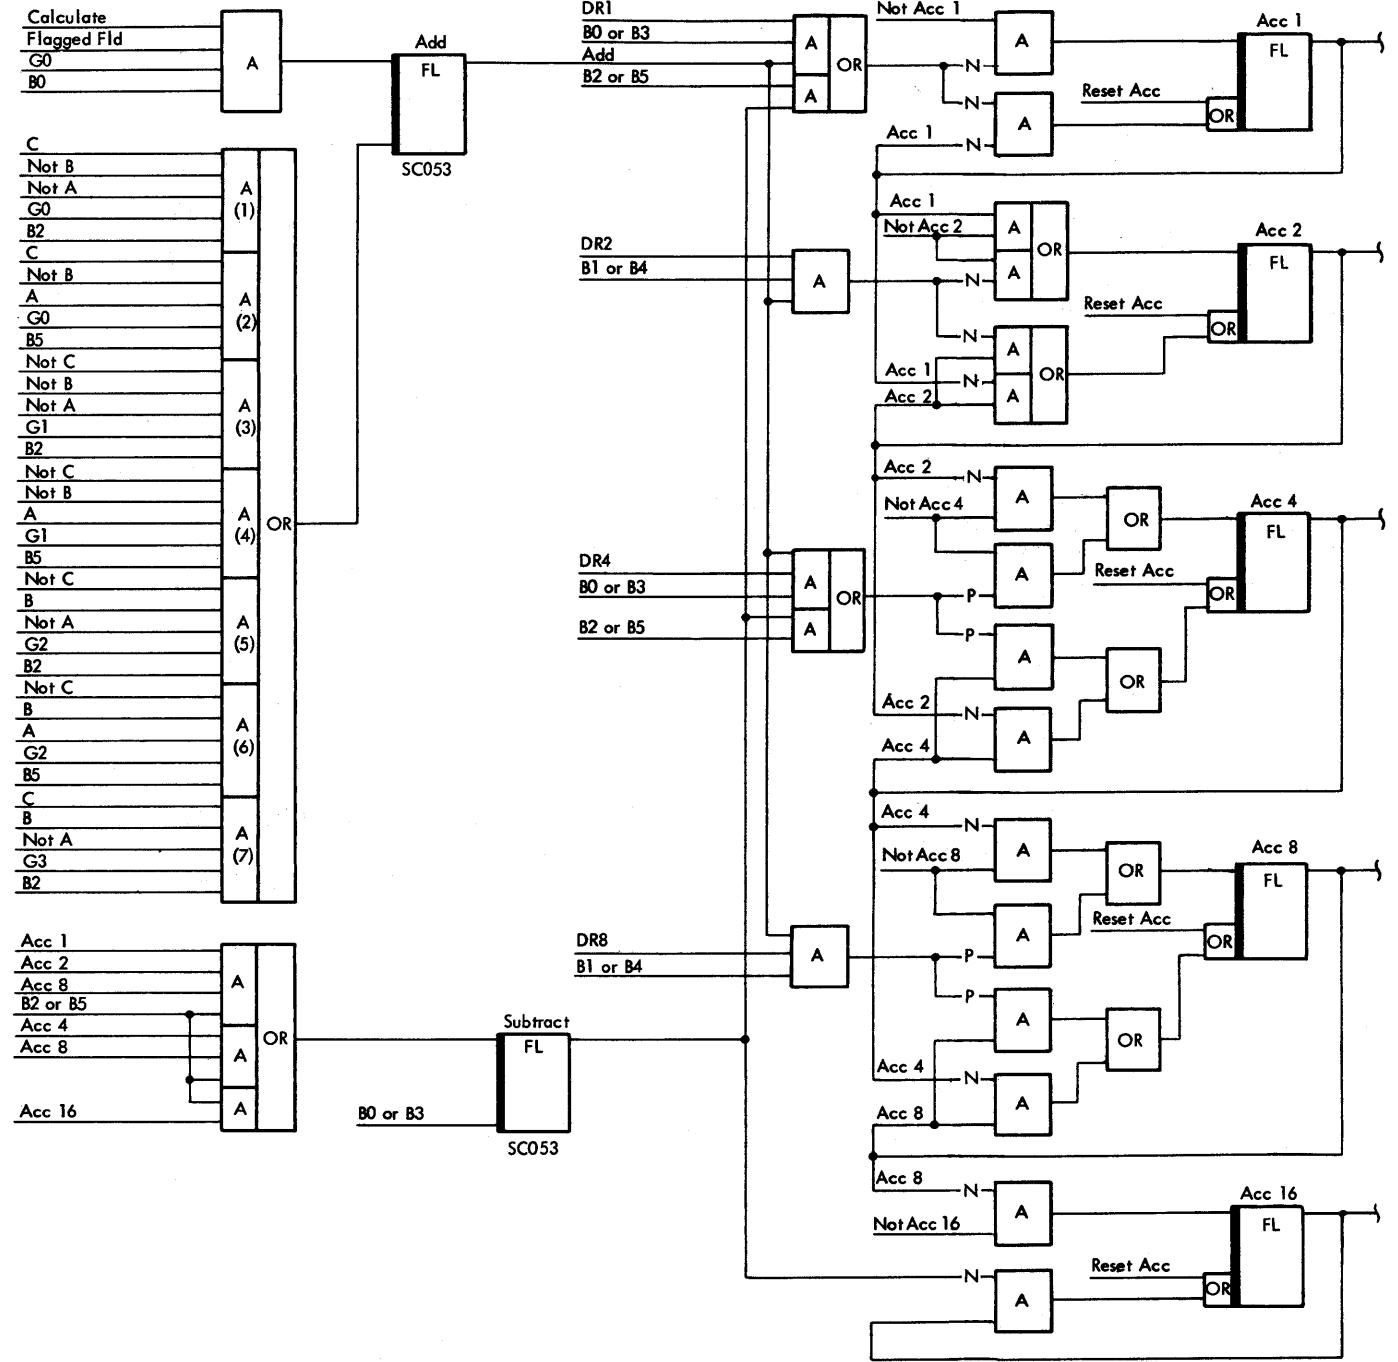 Calculate
Flagged Fld
G0
B0
A
Add
FL
SC053
C
Not B
Not A
G0
B2
A
(1)
C
Not B
A
G0
B5
A
(2)
Not C
Not B
Not A
G1
B2
A
(3)
Not C
Not B
A
G1
B5
A
(4)
OR
Not C
B
Not A
G2
B2
A
(5)
Not C
B
A
G2
B5
A
(6)
C
B
Not A
G3
B2
A
(7)
Acc 1
Acc 2
Acc 8
B2 or B5
Acc 4
Acc 8
Acc 16
A
A
A
OR
B0 or B3
Subtract
FL
SC053
DR1
B0 or B3
Add
B2 or B5
A
A
OR
DR2
B1 or B4
A
DR4
B0 or B3
B2 or B5
A
A
OR
DR8
B1 or B4
A
Not Acc 1
N
A
N
Acc 1
N
A
Reset Acc
OR
Acc 1
FL
Acc 1
Not Acc 2
N
A
A
OR
N
Acc 1
N
Acc 2
A
A
OR
Reset Acc
OR
Acc 2
FL
Acc 2
N
Not Acc 4
A
P
A
OR
P
A
Acc 2
N
Acc 4
A
OR
Reset Acc
OR
Acc 4
FL
Acc 4
N
Not Acc 8
A
P
A
OR
P
A
Acc 4
N
Acc 8
A
OR
Reset Acc
OR
Acc 8
FL
Acc 8
N
Not Acc 16
A
N
A
Reset Acc
OR
Acc 16
FL